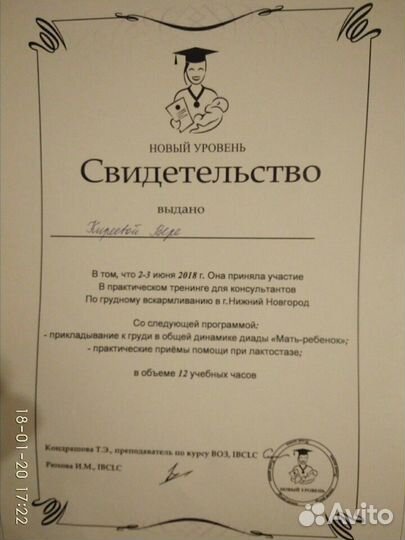 НОВЫЙ УРОВЕНЬ
Свидетельство
выдано
Киреевой Вере
В том, что 2-3 июня 2018 г. Она приняла участие
В практическом тренинге для консультантов
По грудному вскармливанию в г.Нижний Новгород
Со следующей программой:
- прикладывание к груди в общей динамике диады «Мать-ребенок»;
- практические приёмы помощи при лактостазе;
в объеме 12 учебных часов
Кондрашова Т.Э., преподаватель по курсу ВОЗ, IBCLC
Рюхова И.М., IBCLC
НОВЫЙ УРОВЕНЬ
18-01-20 17:22
Avito